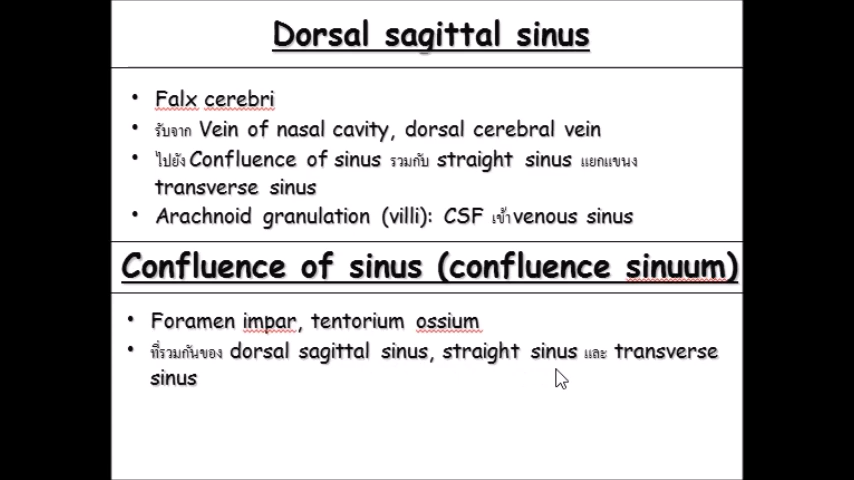 Dorsal sagittal sinus
• Falx cerebri
• รับจาก Vein of nasal cavity, dorsal cerebral vein
• ไปยัง Confluence of sinus รวมกับ straight sinus แยกแขนง
transverse sinus
• Arachnoid granulation (villi): CSF เข้า venous sinus
Confluence of sinus (confluence sinuum)
• Foramen impar, tentorium ossium
• ที่รวมกันของ dorsal sagittal sinus, straight sinus และ transverse
sinus